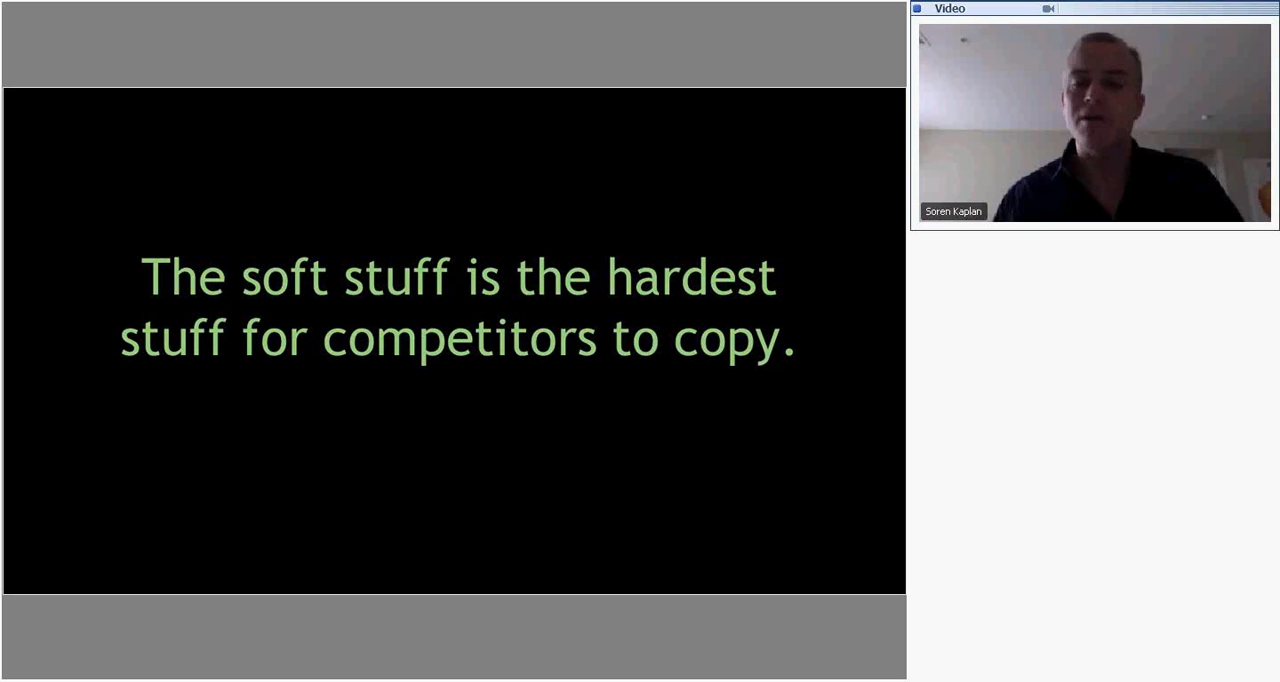 The soft stuff is the hardest
stuff for competitors to copy.
Video
Soren Kaplan